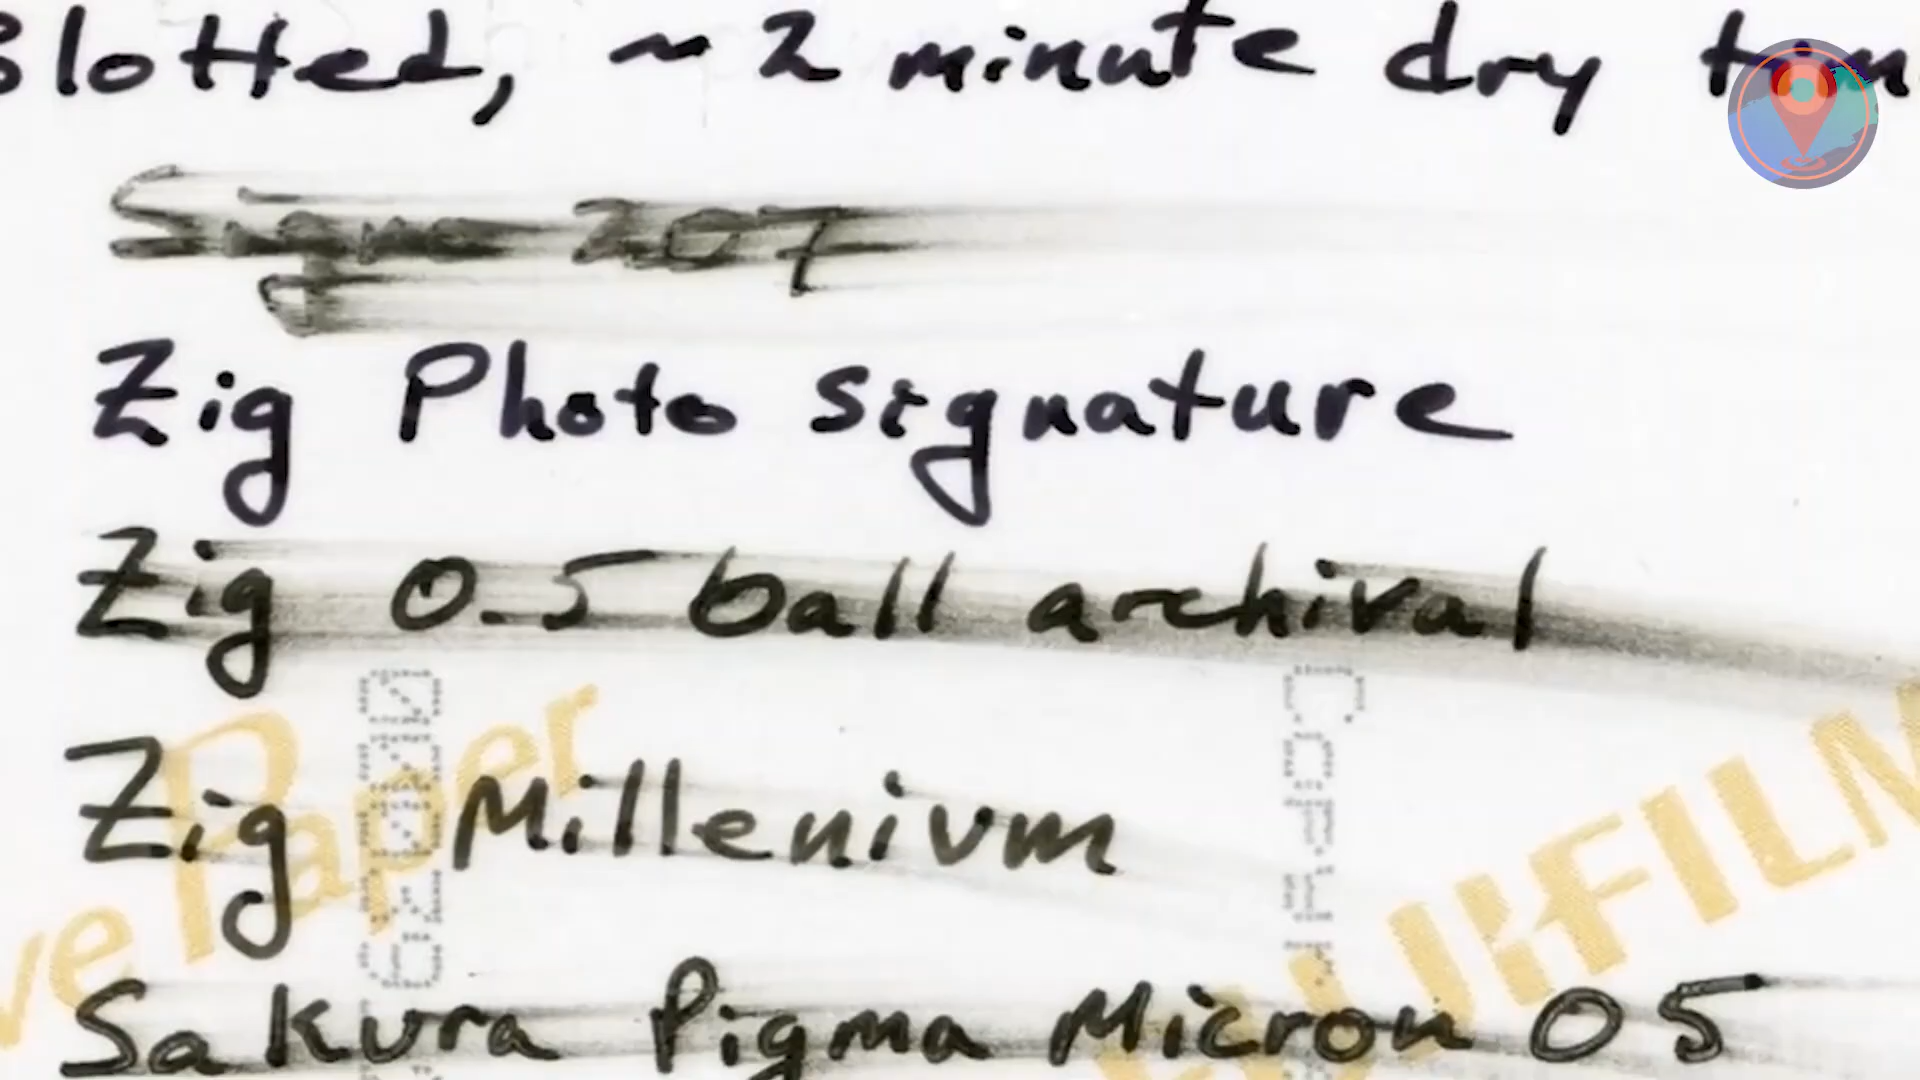 Blotted, ~2 minute dry
Signo 207
Zig Photo signature
Zig 0.5 ball archival
Zig Millenium
Sakura Pigma Micron 05
Paper
FUJIFILM